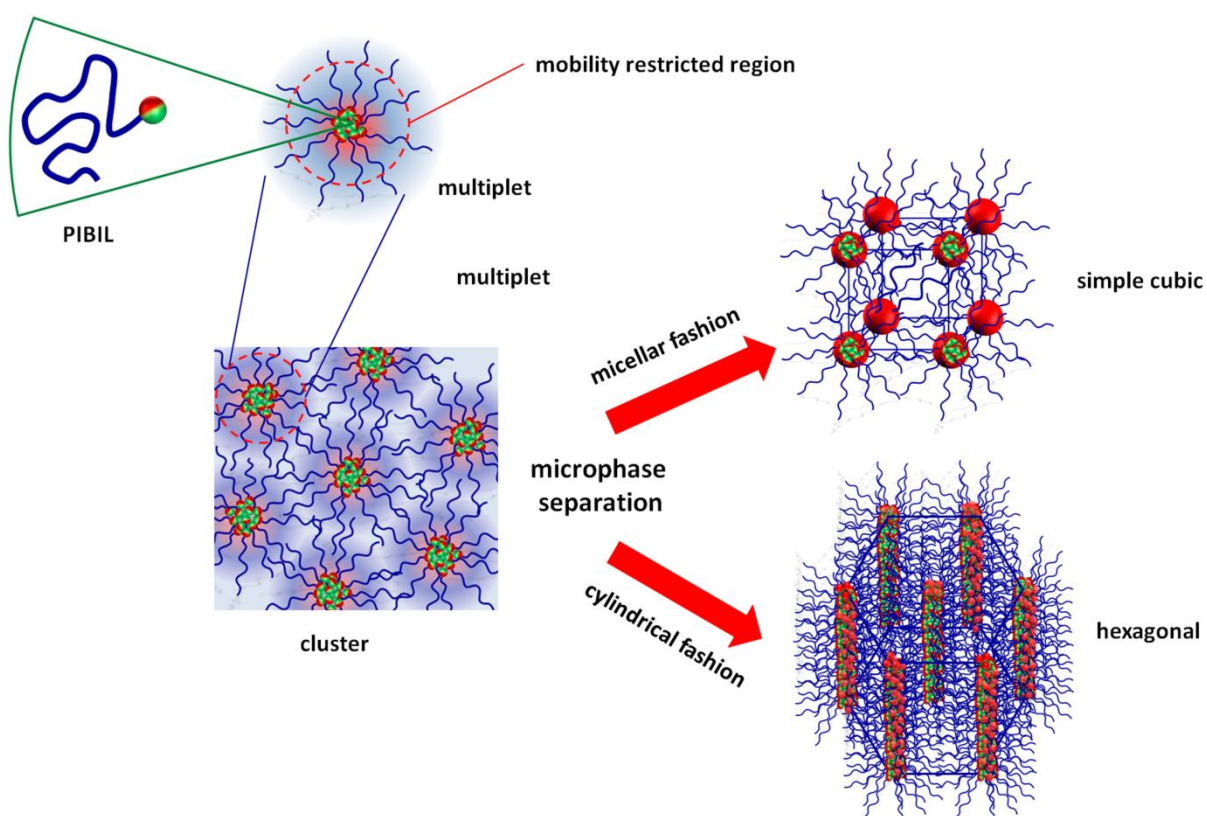 mobility restricted region
multiplet
PIBIL
multiplet
simple cubic
micellar fashion
microphase
separation
cylindrical fashion
hexagonal
cluster